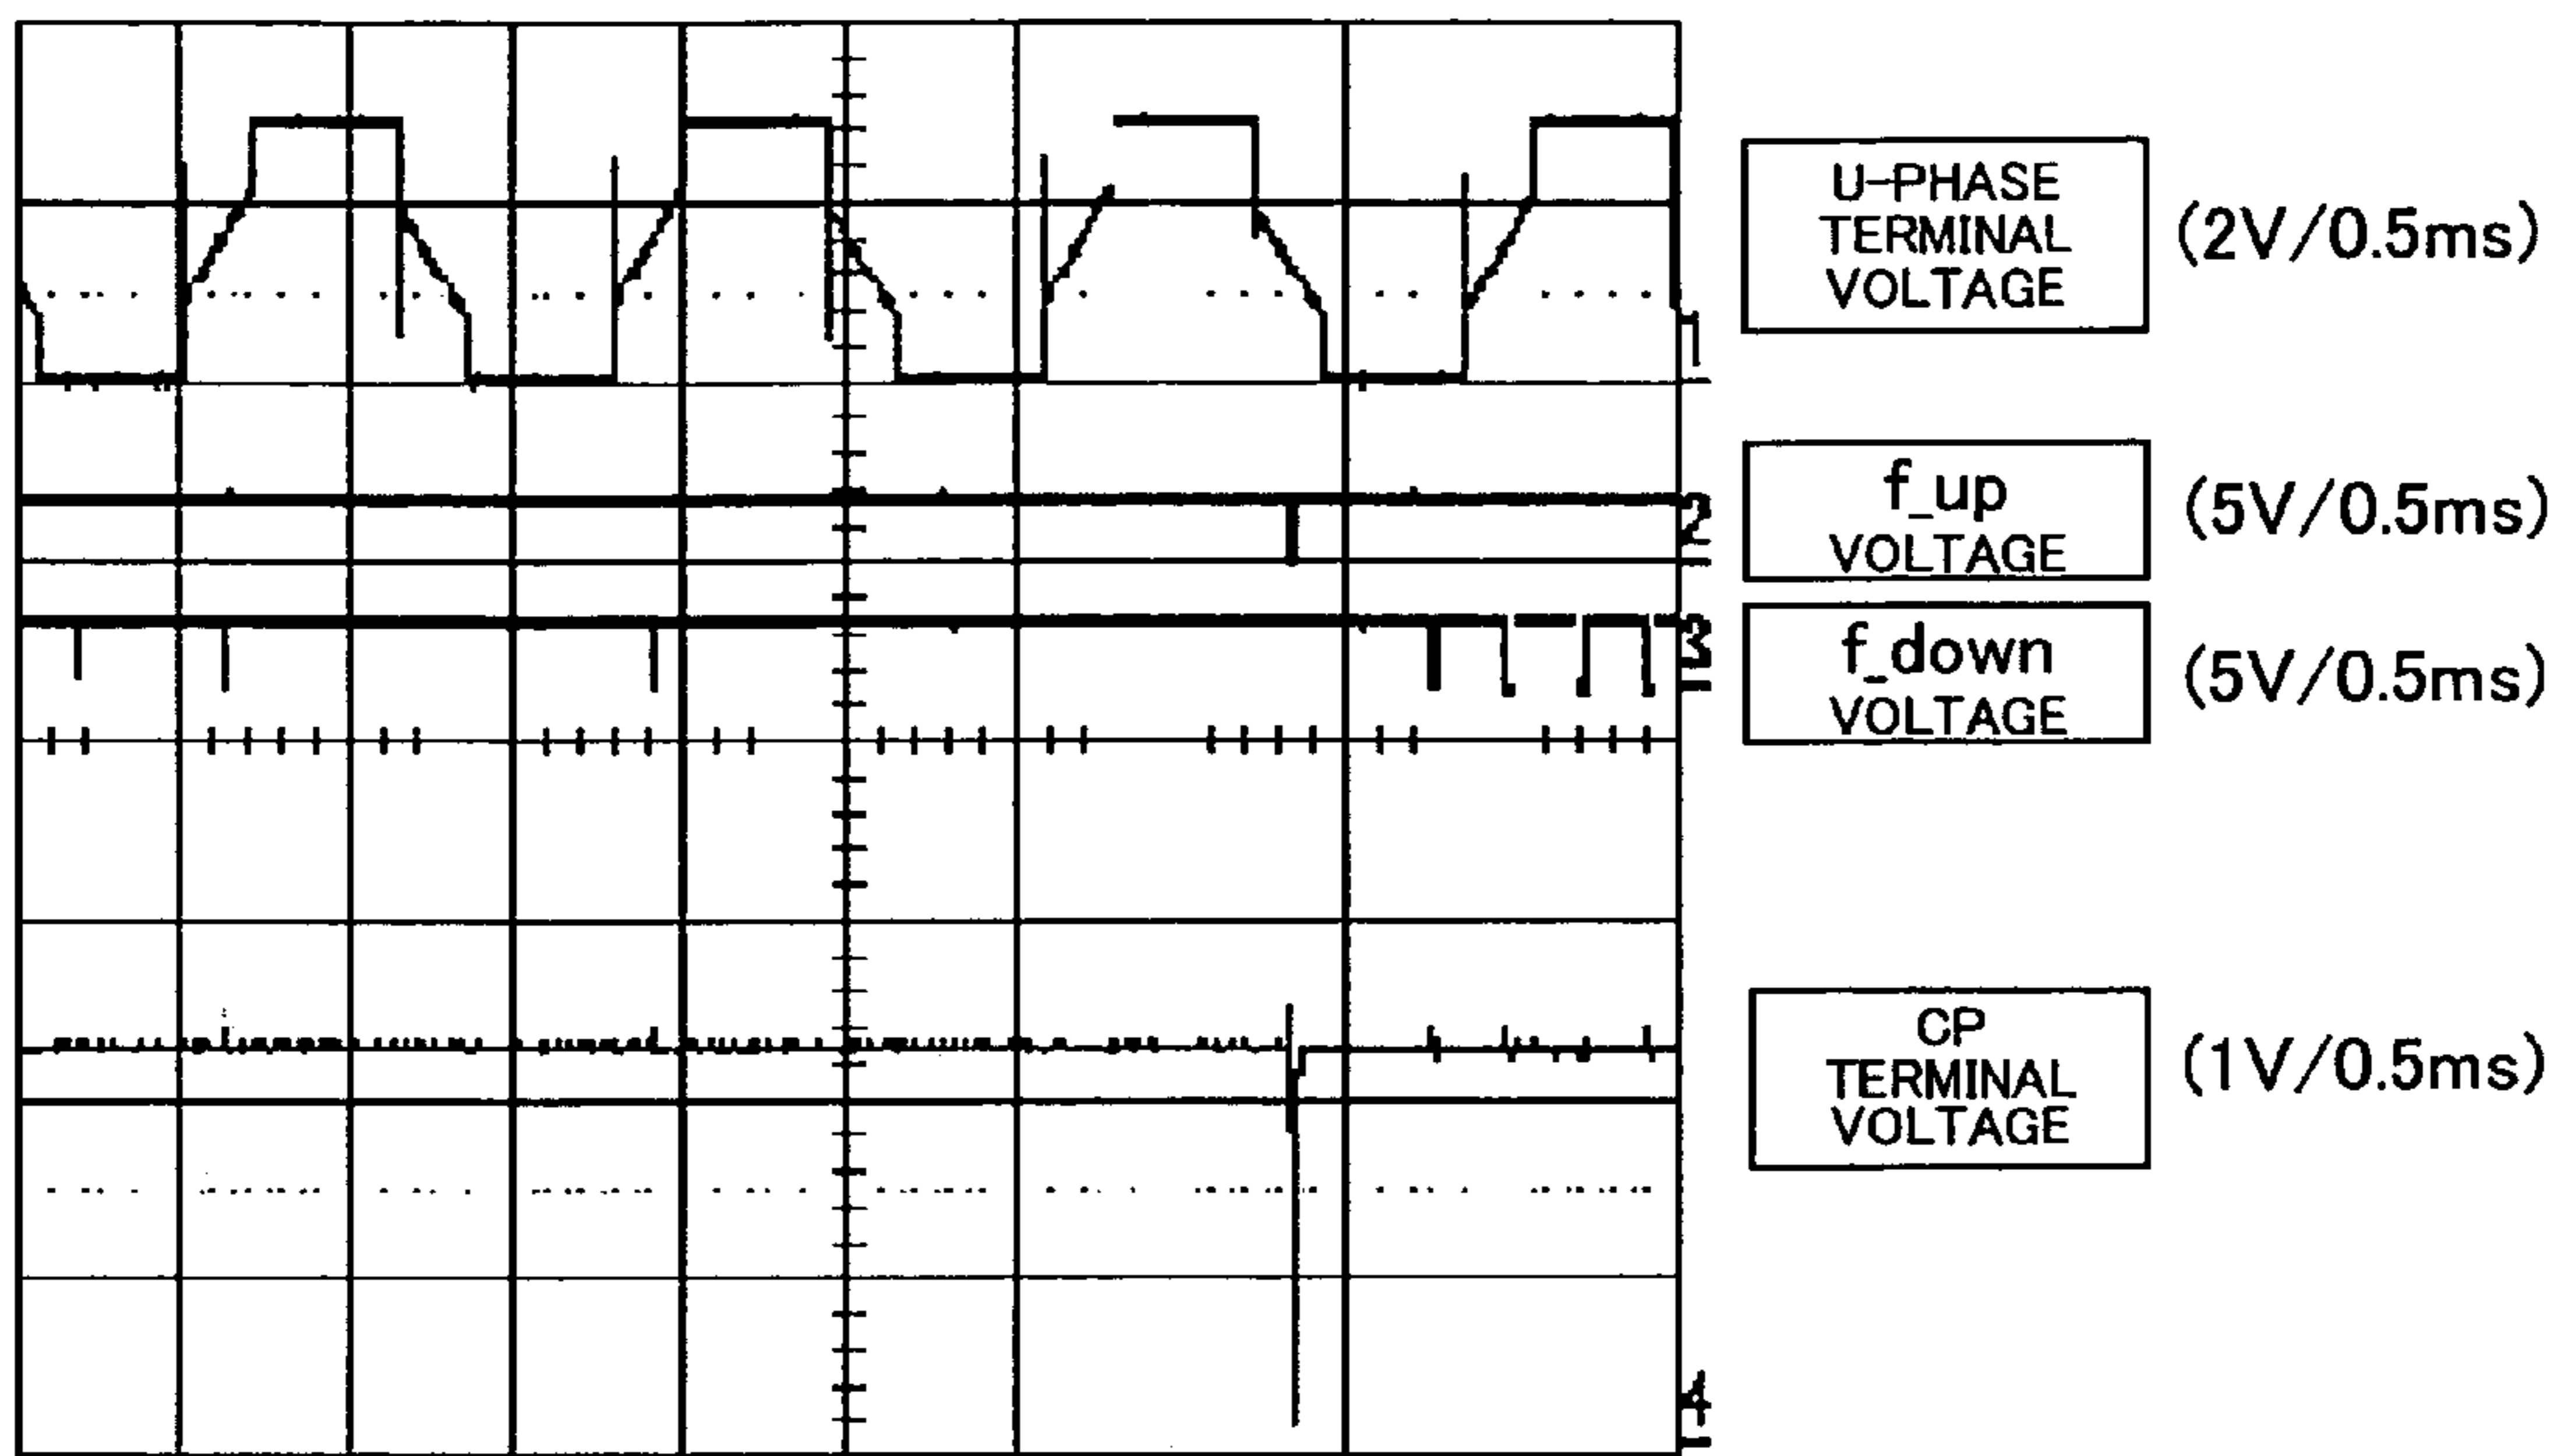 1
U-PHASE
TERMINAL
VOLTAGE
(2V/0.5ms)
2
f_up
VOLTAGE
(5V/0.5ms)
3
f_down
VOLTAGE
(5V/0.5ms)
CP
TERMINAL
VOLTAGE
(1V/0.5ms)
4